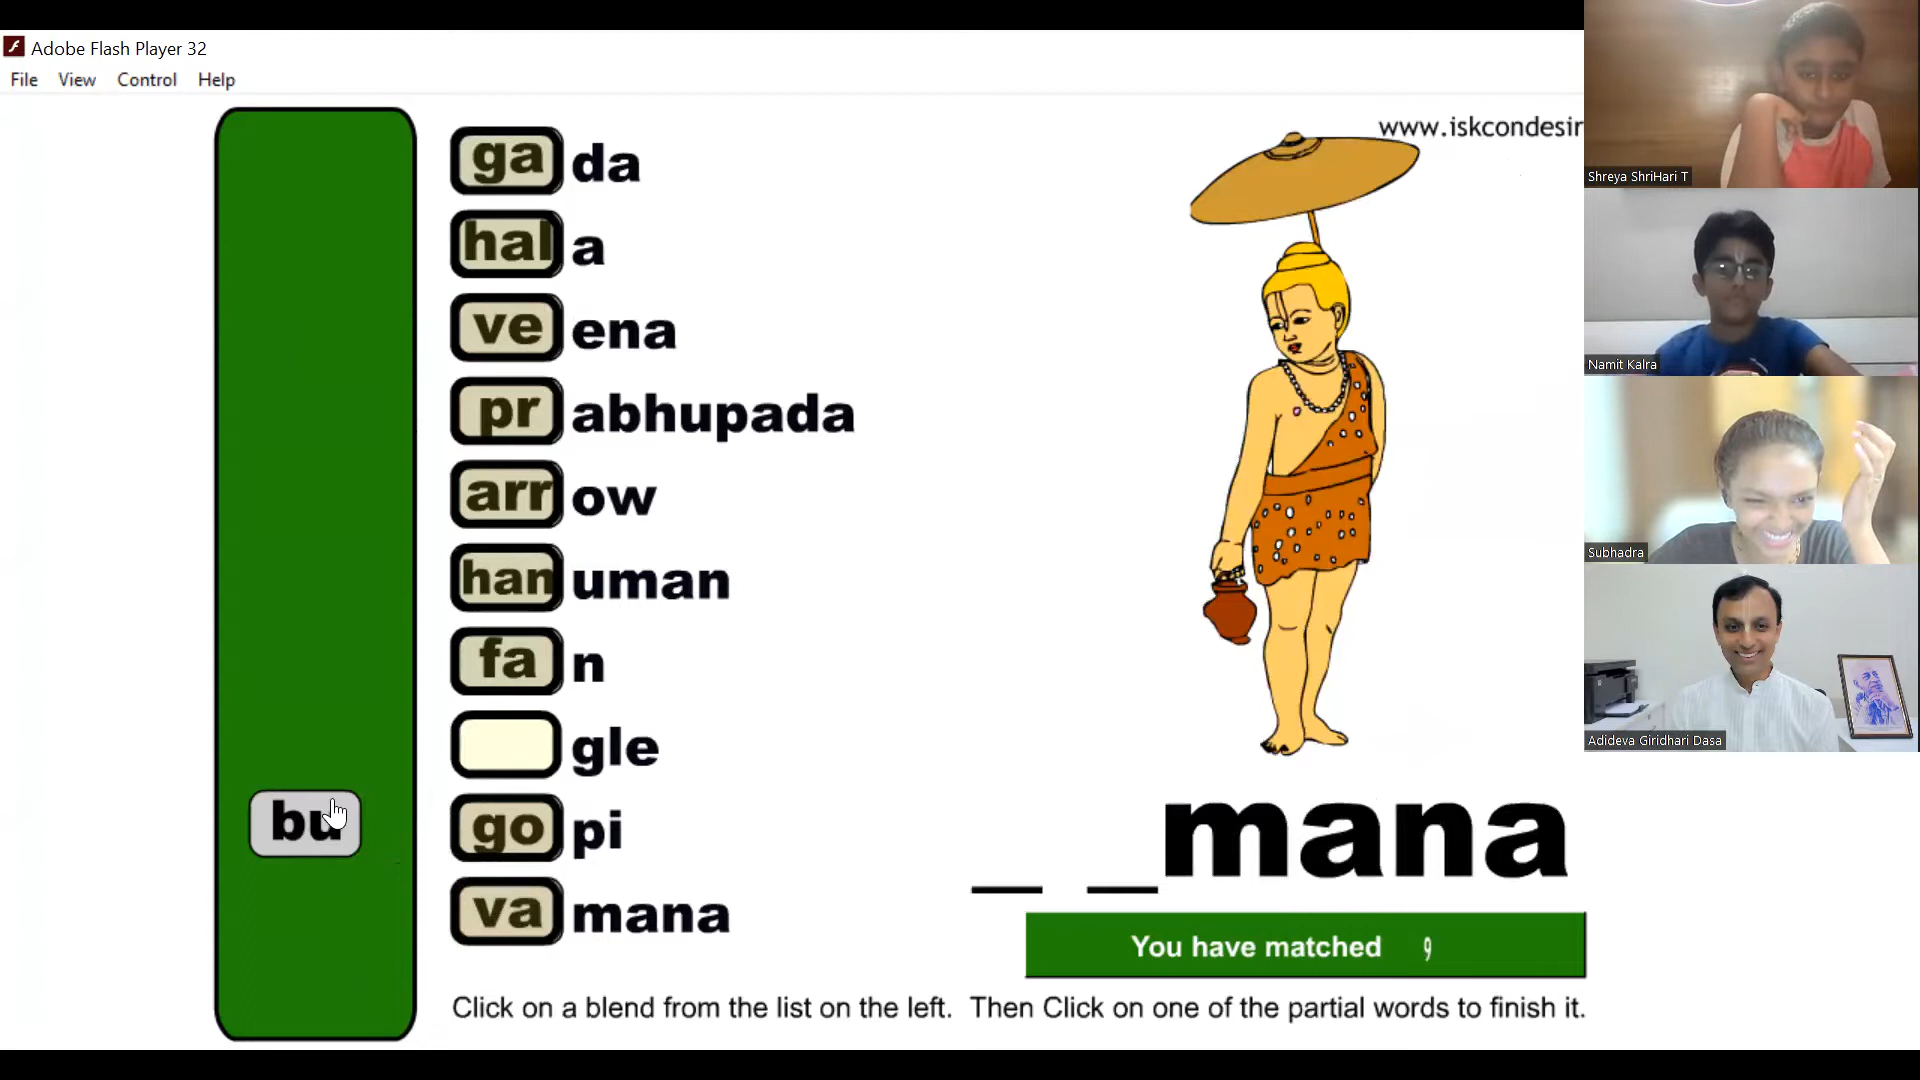 Adobe Flash Player 32
File View Control Help
www.iskcondesir
ga da
hal a
ve ena
pr abhupada
arr ow
han uman
fa n
gle
go pi
va mana
bu
__ __mana
You have matched 9
Click on a blend from the list on the left. Then Click on one of the partial words to finish it.
Shreya ShriHari T
Namit Kalra
Subhadra
Adideva Giridhari Dasa